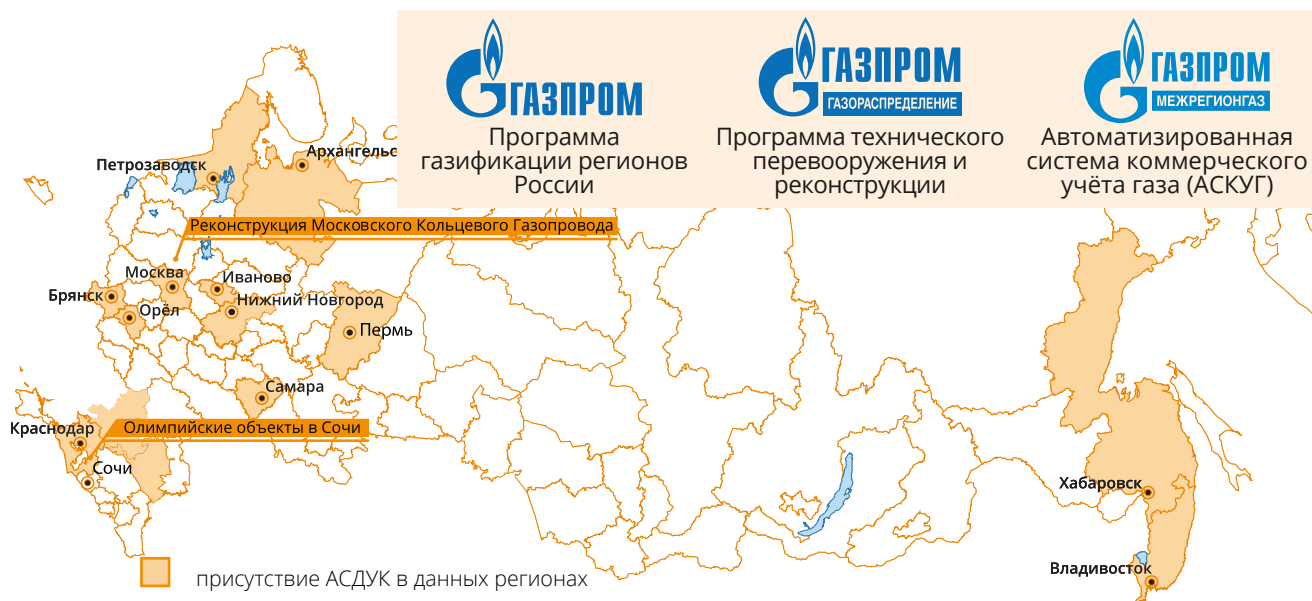 ГАЗПРОМ
Программа
газификации регионов
России
ГАЗПРОМ
ГАЗОРАСПРЕДЕЛЕНИЕ
Программа технического
перевооружения и
реконструкции
ГАЗПРОМ
МЕЖРЕГИОНГАЗ
Автоматизированная
система коммерческого
учёта газа (АСКУГ)
Архангельс
Петрозаводск
Реконструкция Московского Кольцевого Газопровода
Москва
Иваново
Брянск
Нижний Новгород
Орёл
Пермь
Самара
Краснодар
Олимпийские объекты в Сочи
Сочи
Хабаровск
Владивосток
присутствие АСДУК в данных регионах